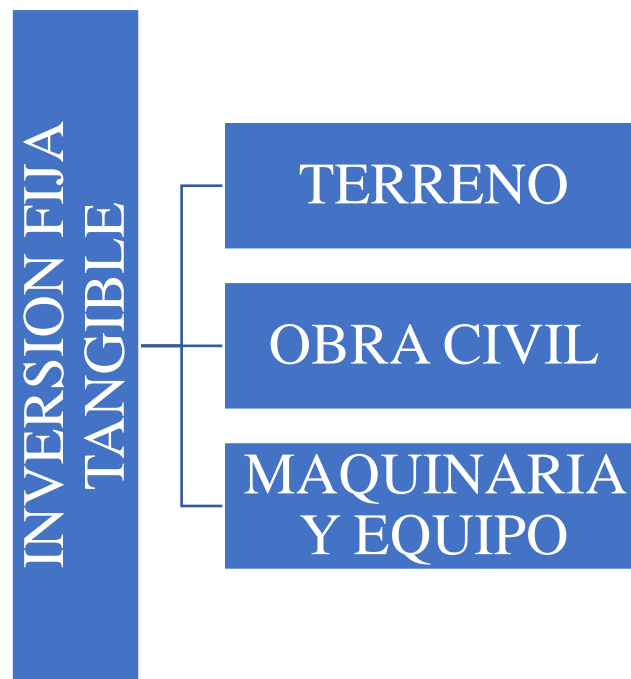 INVERSION FIJA
TANGIBLE
TERRENO
OBRA CIVIL
MAQUINARIA
Y EQUIPO